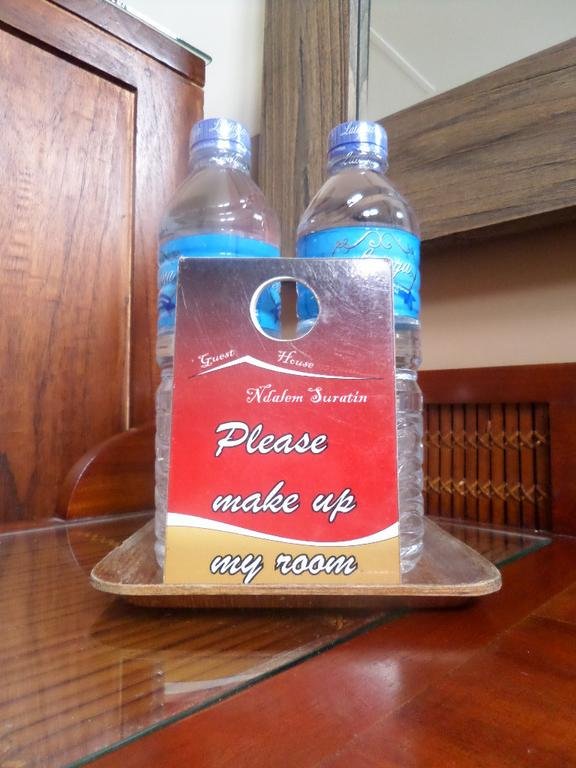 Guest House
Ndalem Suratin
Please
make up
my room